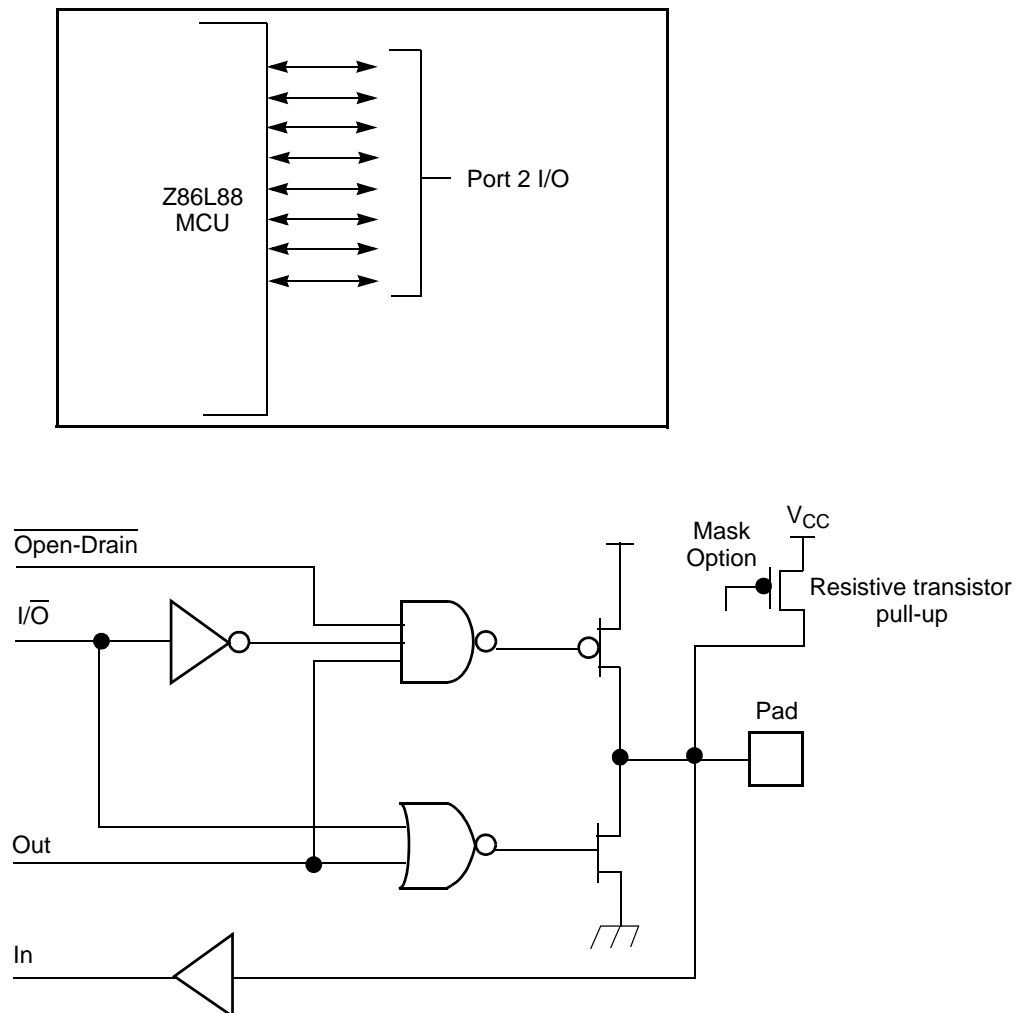 Z86L88
MCU
Port 2 I/O
Open-Drain
I/O
Mask
Option
VCC
Resistive transistor
pull-up
Pad
Out
In